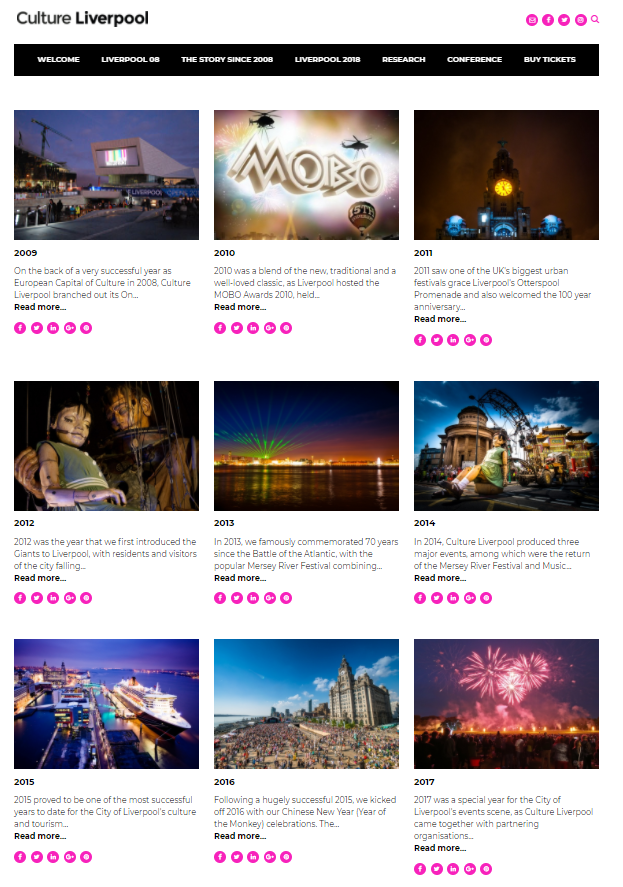 Culture Liverpool
WELCOME LIVERPOOL 08 THE STORY SINCE 2008 LIVERPOOL 2018 RESEARCH CONFERENCE BUY TICKETS
LIVERPOOL
MOBO
15TH
2009
On the back of a very successful year as
European Capital of Culture in 2008, Culture
Liverpool branched out its On...
Read more...
2010
2010 was a blend of the new, traditional and a
well-loved classic, as Liverpool hosted the
MOBO Awards 2010, held...
Read more...
2011
2011 saw one of the UK's biggest urban
festivals grace Liverpool's Otterspool
Promenade and also welcomed the 100 year
anniversary...
Read more...
2012
2012 was the year that we first introduced the
Giants to Liverpool, with residents and visitors
of the city falling...
Read more...
2013
In 2013, we famously commemorated 70 years
since the Battle of the Atlantic, with the
popular Mersey River Festival combining...
Read more...
2014
In 2014, Culture Liverpool produced three
major events, among which were the return
of the Mersey River Festival and Music...
Read more...
2015
2015 proved to be one of the most successful
years to date for the City of Liverpool's culture
and tourism...
Read more...
2016
Following a hugely successful 2015, we kicked
off 2016 with our Chinese New Year (Year of
the Monkey) celebrations. The...
Read more...
2017
2017 was a special year for the City of
Liverpool's events scene, as Culture Liverpool
came together with partnering
organisations...
Read more...